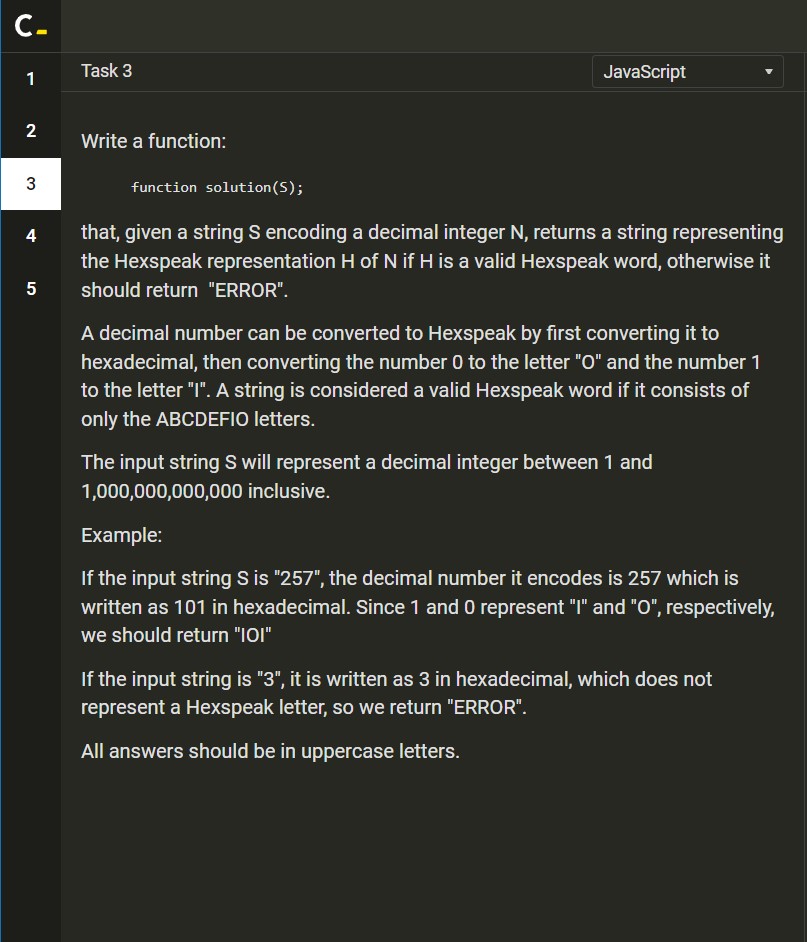 C_
1
Task 3
JavaScript
2
3
4
5
Write a function:
function solution(S);
that, given a string S encoding a decimal integer N, returns a string representing
the Hexspeak representation H of N if H is a valid Hexspeak word, otherwise it
should return  "ERROR".
A decimal number can be converted to Hexspeak by first converting it to
hexadecimal, then converting the number 0 to the letter "O" and the number 1
to the letter "I". A string is considered a valid Hexspeak word if it consists of
only the ABCDEFIO letters.
The input string S will represent a decimal integer between 1 and
1,000,000,000,000 inclusive.
Example:
If the input string S is "257", the decimal number it encodes is 257 which is
written as 101 in hexadecimal. Since 1 and 0 represent "I" and "O", respectively,
we should return "IOI"
If the input string is "3", it is written as 3 in hexadecimal, which does not
represent a Hexspeak letter, so we return "ERROR".
All answers should be in uppercase letters.